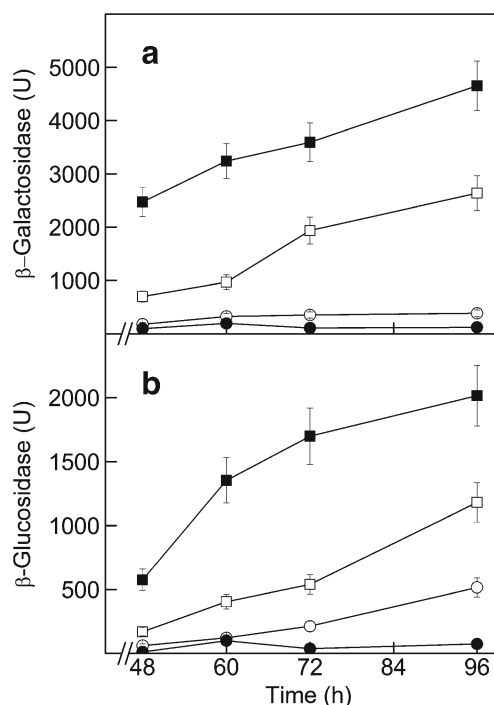 a
β-Galactosidase (U)
5000
4000
3000
2000
1000
b
β-Glucosidase (U)
2000
1500
1000
500
48 60 72 84 96
Time (h)